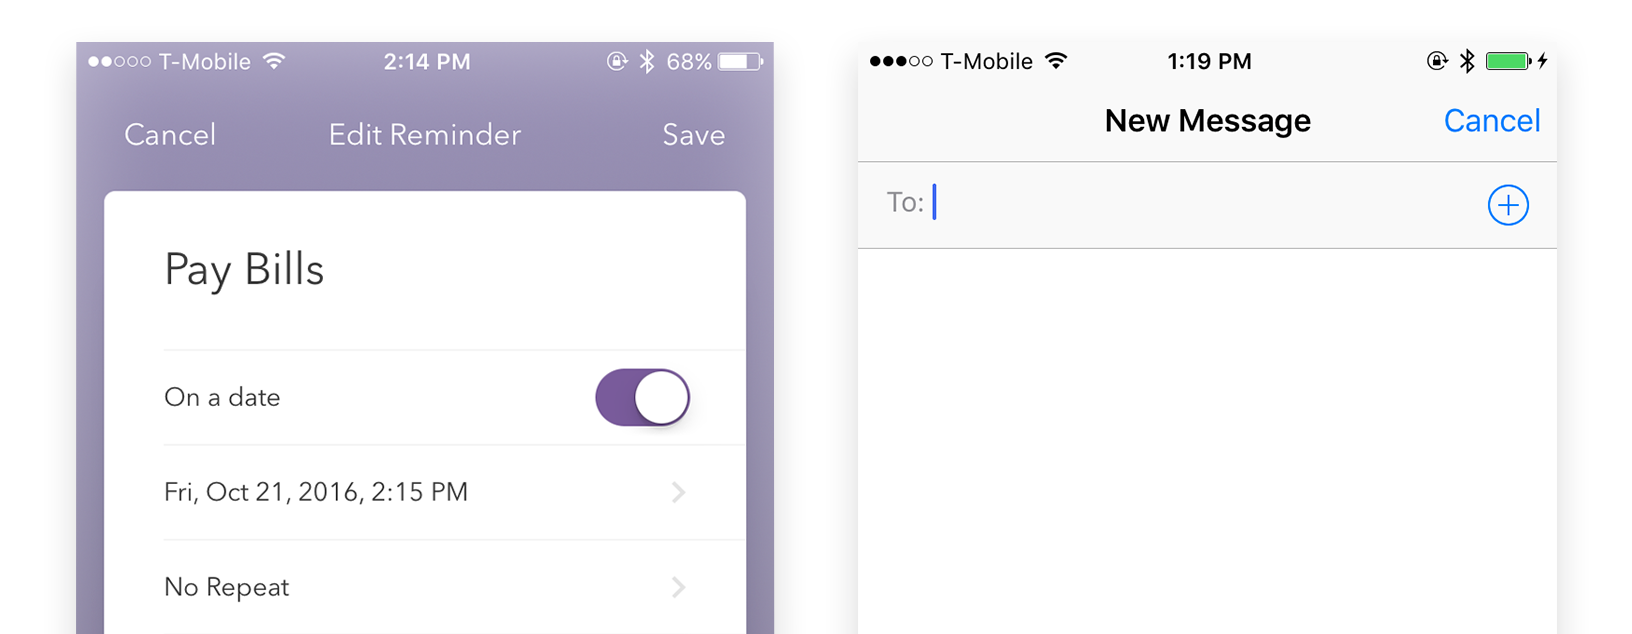 T-Mobile 2:14 PM 68%
Cancel Edit Reminder Save
Pay Bills
On a date
Fri, Oct 21, 2016, 2:15 PM
No Repeat
T-Mobile 1:19 PM
New Message Cancel
To: